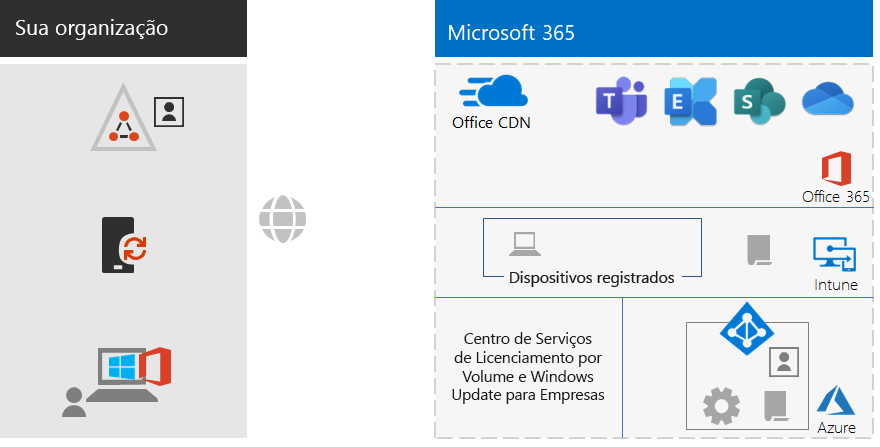 Sua organização
Microsoft 365
Office CDN
T
E
S
Office 365
Dispositivos registrados
Intune
Centro de Serviços
de Licenciamento por
Volume e Windows
Update para Empresas
Azure